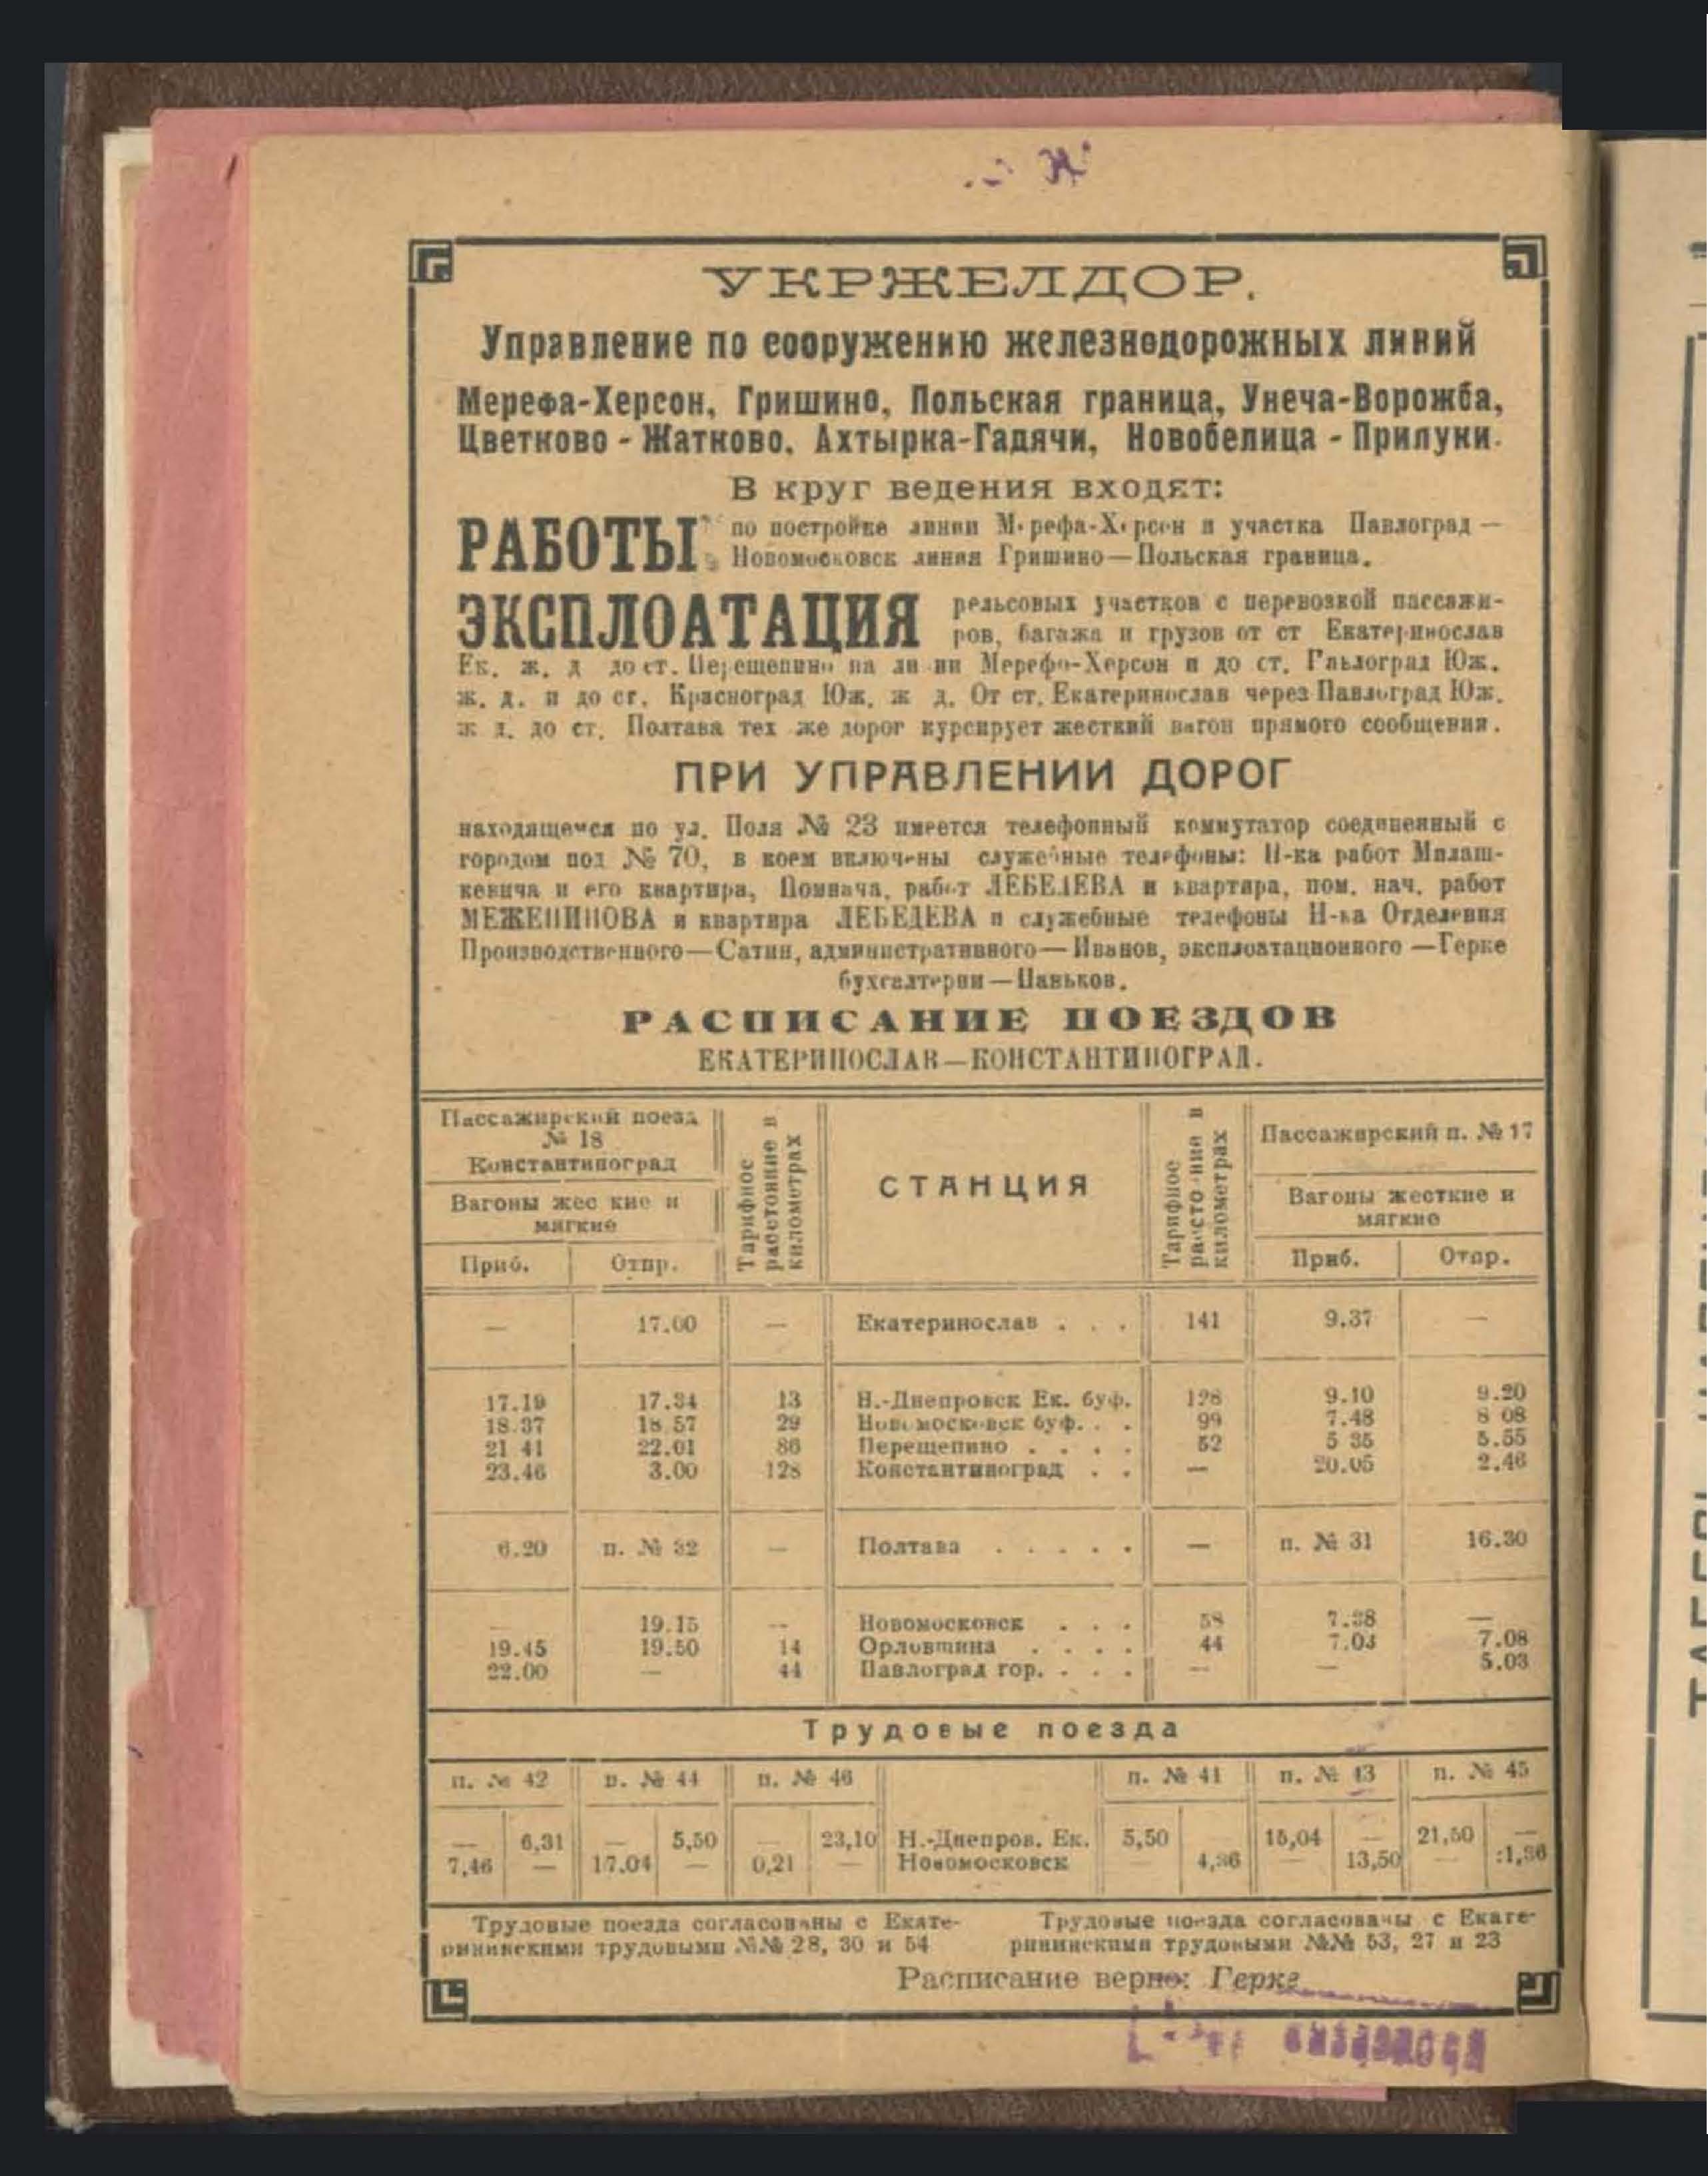 УКРЖЕЛДОР.
Управление по сооружению железнодорожных линий
Мерефа-Херсон, Гришино, Польская граница, Унеча-Ворожба,
Цветково - Жатково, Ахтырка-Гадячи, Новобелица - Прилуки.
В круг ведения входят:
РАБОТЫ по постройке линии Мерефа-Херсон и участка Павлоград —
Новомосковск линия Гришино — Польская граница.
ЭКСПЛОАТАЦИЯ рельсовых участков с перевозкой пассажи-
ров, багажа и грузов от ст Екатеринослав
Ек. ж. д до ст. Перещепино на линии Мерефо-Херсон и до ст. Юж.
ж. д. и до ст. Красноград Юж. ж д. От ст. Екатеринослав через Павлоград Юж.
ж д. до ст. Полтава тех же дорог курсирует жесткий вагон прямого сообщения.
ПРИ УПРАВЛЕНИИ ДОРОГ
находящемся по ул. Поля № 23 имеется телефонный коммутатор соединенный с
городом под № 70, в коем включены служебные телефоны: Н-ка работ Милаш-
кевича и его квартира, Помнача, работ ЛЕБЕДЕВА и квартира, пом. нач. работ
МЕЖЕНИНОВА и квартира ЛЕБЕДЕВА и служебные телефоны Н-ка Отделения
Производственного — Сатин, административного — Иванов, эксплоатационного — Герке
бухгалтерии — Паньков.
РАСПИСАНИЕ ПОЕЗДОВ
ЕКАТЕРИНОСЛАВ — КОНСТАНТИНОГРАД.
Пассажирский поезд № 18 Константиноград
Вагоны жесткие и мягкие
Приб. Отпр.
Тарифное расстояние в километрах
СТАНЦИЯ
Тарифное расстояние в километрах
Пассажирский п. № 17
Вагоны жесткие и мягкие
Приб. Отпр.
— 17.00 — Екатеринослав . . . 141 9.37 —
17.19 17.34 13 Н.-Днепровск Ек. буф. 128 9.10 9.20
18.37 18 57 29 Новомосковск буф. . . 99 7.48 8 08
21 41 22.01 86 Перещепино . . . . 52 5 35 5.55
23.46 3.00 128 Константиноград . . — 20.05 2.46
6.20 п. № 32 — Полтава . . . . . — п. № 31 16.30
— 19.15 — Новомосковск . . . 58 7.38 —
19.45 19.50 14 Орловщина . . . . 44 7.03 7.08
22.00 — 44 Павлоград гор. . . . — — 5.03
Трудовые поезда
п. № 42 п. № 44 п. № 46 п. № 41 п. № 43 п. № 45
— 6,31 — 5,50 — 23,10 Н.-Днепров. Ек. 5,50 — 15,04 — 21,50 —
7,46 — 17.04 — 0,21 — Новомосковск — 4,36 — 13,50 —
Трудовые поезда согласованы с Екате-
рининскими трудовыми №№ 28, 30 и 54
Трудовые поезда согласованы с Екате-
рининскими трудовыми №№ 53, 27 и 23
Расписание верно: Герке